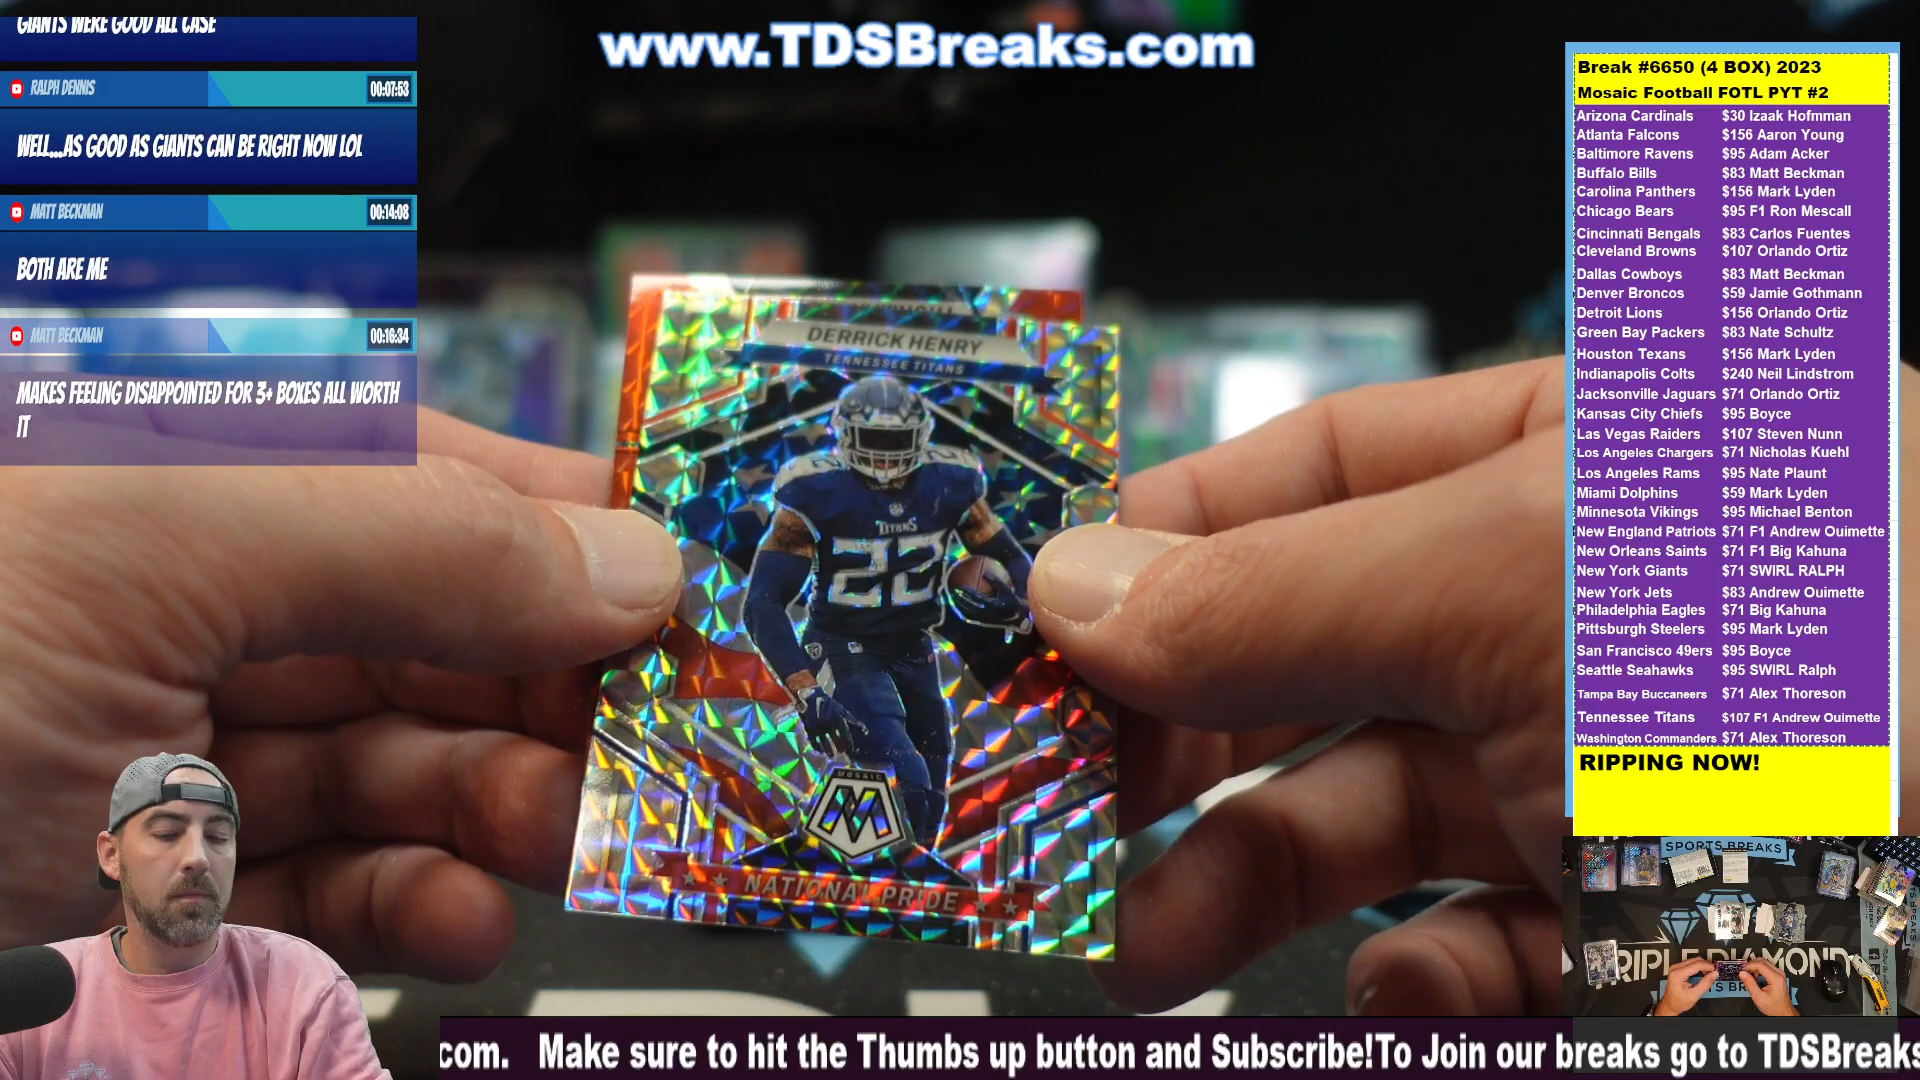 GIANTS WERE GOOD ALL CASE
RALPH DENNIS
00:07:53
WELL...AS GOOD AS GIANTS CAN BE RIGHT NOW LOL
MATT BECKMAN
00:14:08
BOTH ARE ME
MATT BECKMAN
00:16:34
MAKES FEELING DISAPPOINTED FOR 3+ BOXES ALL WORTH
IT
www.TDSBreaks.com
DERRICK HENRY
TENNESSEE TITANS
TITANS
22
MOSAIC
NATIONAL PRIDE
Break #6650 (4 BOX) 2023
Mosaic Football FOTL PYT #2
Arizona Cardinals $30 Izaak Hofmman
Atlanta Falcons $156 Aaron Young
Baltimore Ravens $95 Adam Acker
Buffalo Bills $83 Matt Beckman
Carolina Panthers $156 Mark Lyden
Chicago Bears $95 F1 Ron Mescall
Cincinnati Bengals $83 Carlos Fuentes
Cleveland Browns $107 Orlando Ortiz
Dallas Cowboys $83 Matt Beckman
Denver Broncos $59 Jamie Gothmann
Detroit Lions $156 Orlando Ortiz
Green Bay Packers $83 Nate Schultz
Houston Texans $156 Mark Lyden
Indianapolis Colts $240 Neil Lindstrom
Jacksonville Jaguars $71 Orlando Ortiz
Kansas City Chiefs $95 Boyce
Las Vegas Raiders $107 Steven Nunn
Los Angeles Chargers $71 Nicholas Kuehl
Los Angeles Rams $95 Nate Plaunt
Miami Dolphins $59 Mark Lyden
Minnesota Vikings $95 Michael Benton
New England Patriots $71 F1 Andrew Ouimette
New Orleans Saints $71 F1 Big Kahuna
New York Giants $71 SWIRL RALPH
New York Jets $83 Andrew Ouimette
Philadelphia Eagles $71 Big Kahuna
Pittsburgh Steelers $95 Mark Lyden
San Francisco 49ers $95 Boyce
Seattle Seahawks $95 SWIRL Ralph
Tampa Bay Buccaneers $71 Alex Thoreson
Tennessee Titans $107 F1 Andrew Ouimette
Washington Commanders $71 Alex Thoreson
RIPPING NOW!
SPORTS BREAKS
RIPLE DIAMOND
TS BREA
com. Make sure to hit the Thumbs up button and Subscribe!To Join our breaks go to TDSBreaks